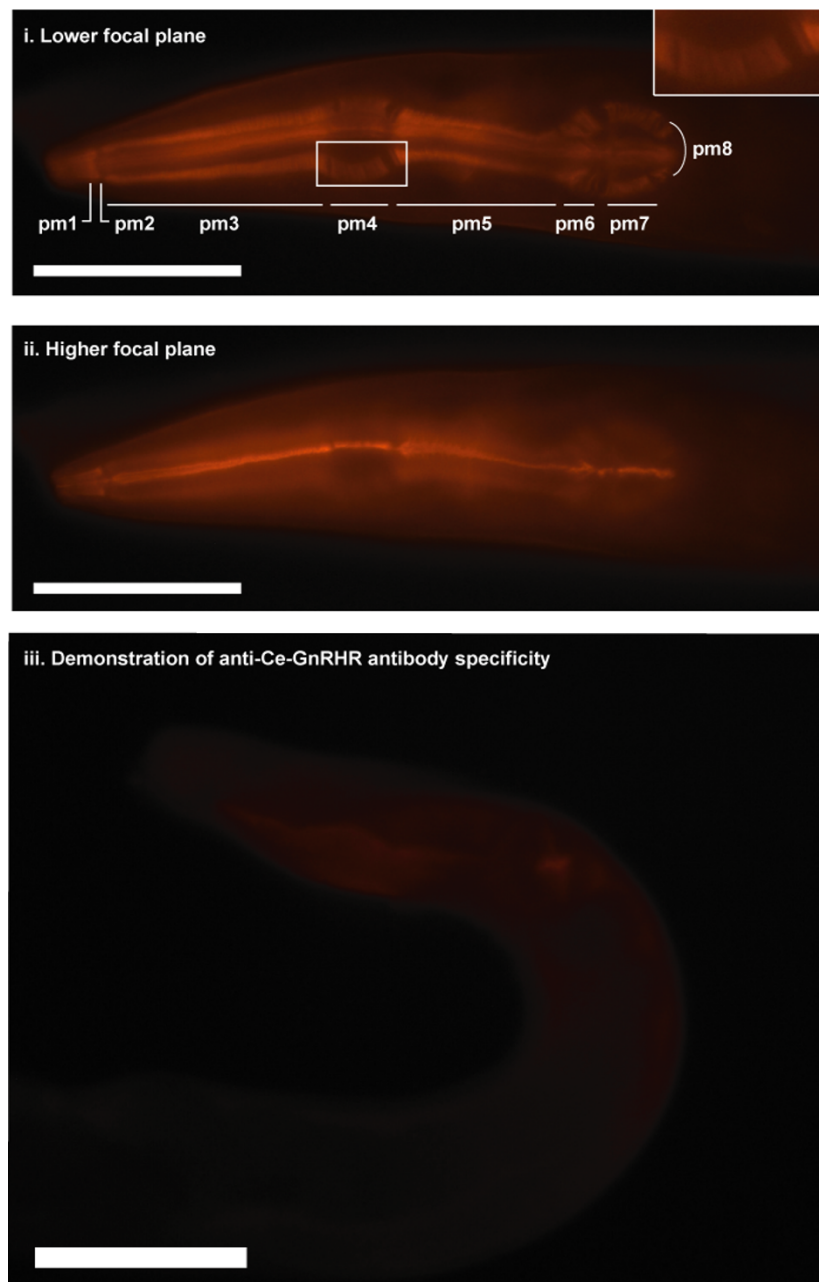 i. Lower focal plane
pm8
pm1 pm2 pm3 pm4 pm5 pm6 pm7
ii. Higher focal plane
iii. Demonstration of anti-Ce-GnRHR antibody specificity